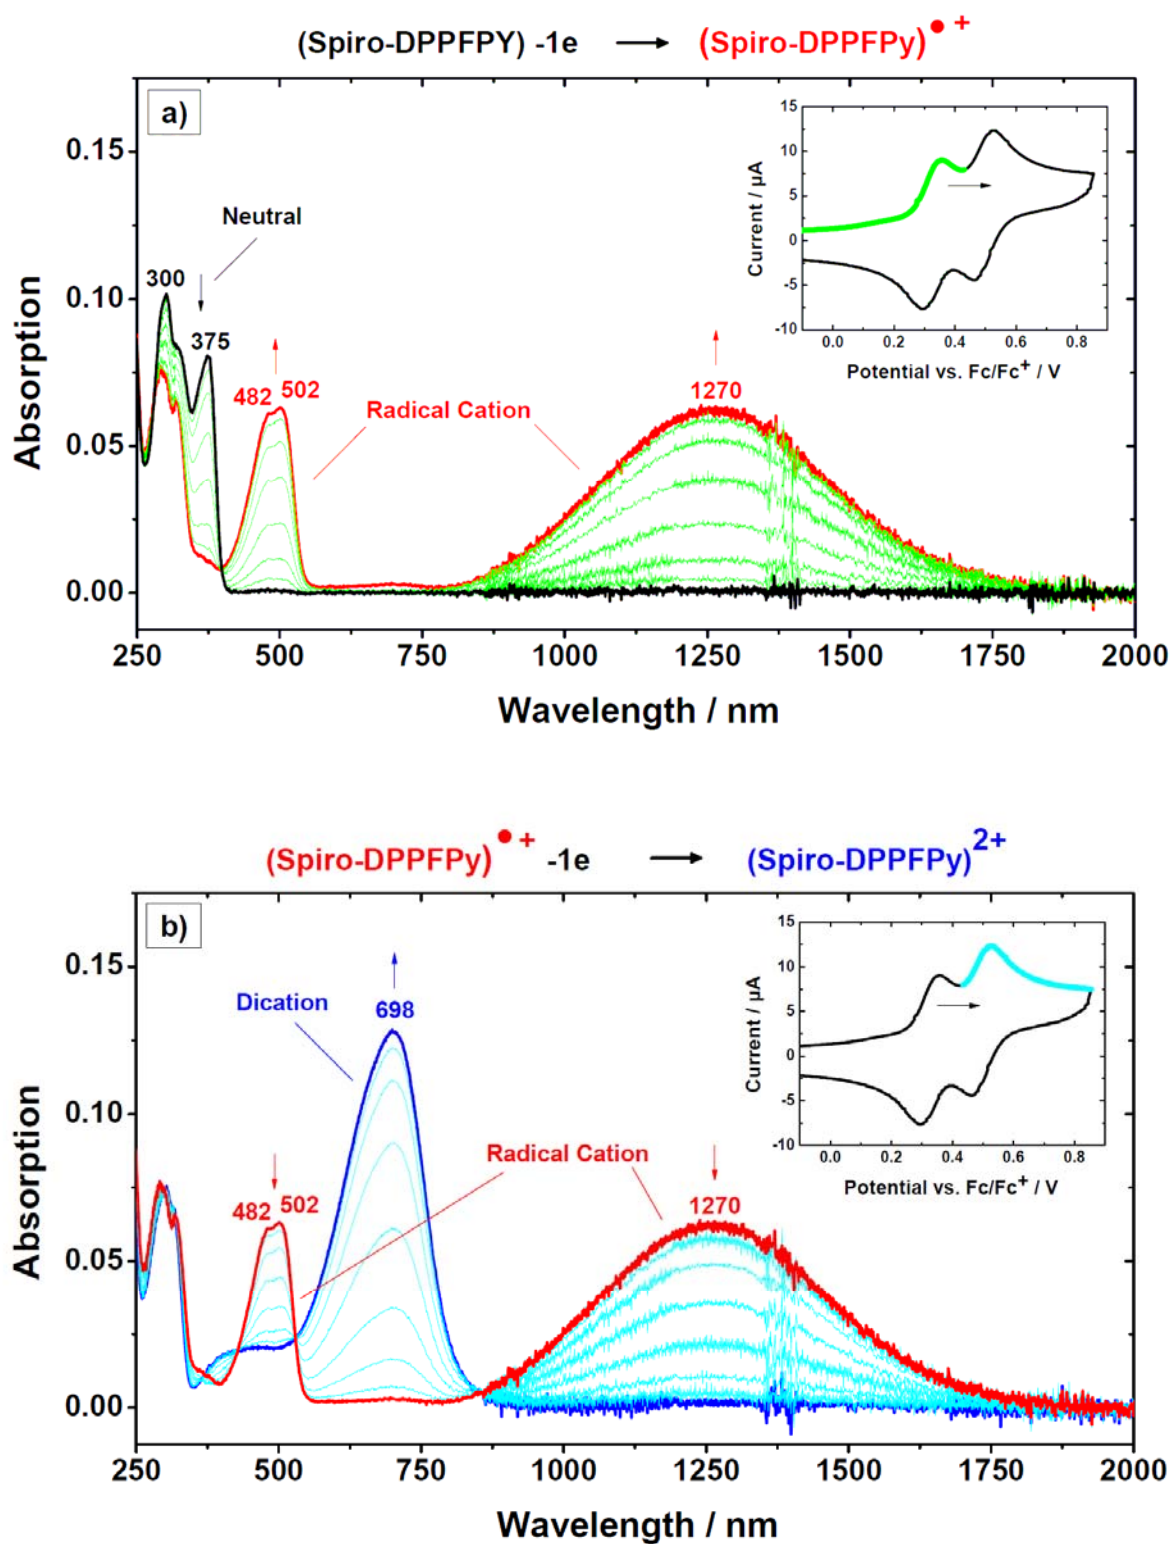 (Spiro-DPPFPY) -1e → (Spiro-DPPFPy)•+
a)
0.15
0.10
0.05
0.00
Absorption
Neutral
300
375
482 502
Radical Cation
1270
15
10
5
0
-5
-10
Current / µA
0.0 0.2 0.4 0.6 0.8
Potential vs. Fc/Fc+ / V
250 500 750 1000 1250 1500 1750 2000
Wavelength / nm
(Spiro-DPPFPy)•+ -1e → (Spiro-DPPFPy)2+
b)
0.15
0.10
0.05
0.00
Absorption
Dication
698
482 502
Radical Cation
1270
15
10
5
0
-5
-10
Current / µA
0.0 0.2 0.4 0.6 0.8
Potential vs. Fc/Fc+ / V
250 500 750 1000 1250 1500 1750 2000
Wavelength / nm